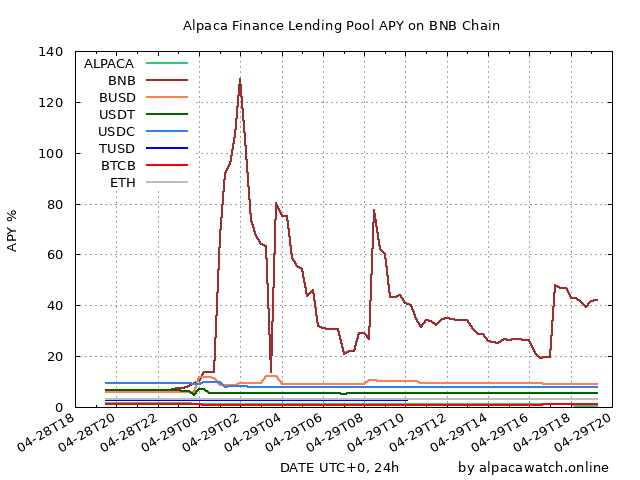 Alpaca Finance Lending Pool APY on BNB Chain
140
120
100
80
60
40
20
0
APY %
ALPACA
BNB
BUSD
USDT
USDC
TUSD
BTCB
ETH
04-28T18
04-28T20
04-28T22
04-29T00
04-29T02
04-29T04
04-29T06
04-29T08
04-29T10
04-29T12
04-29T14
04-29T16
04-29T18
04-29T20
DATE UTC+0, 24h
by alpacawatch.online